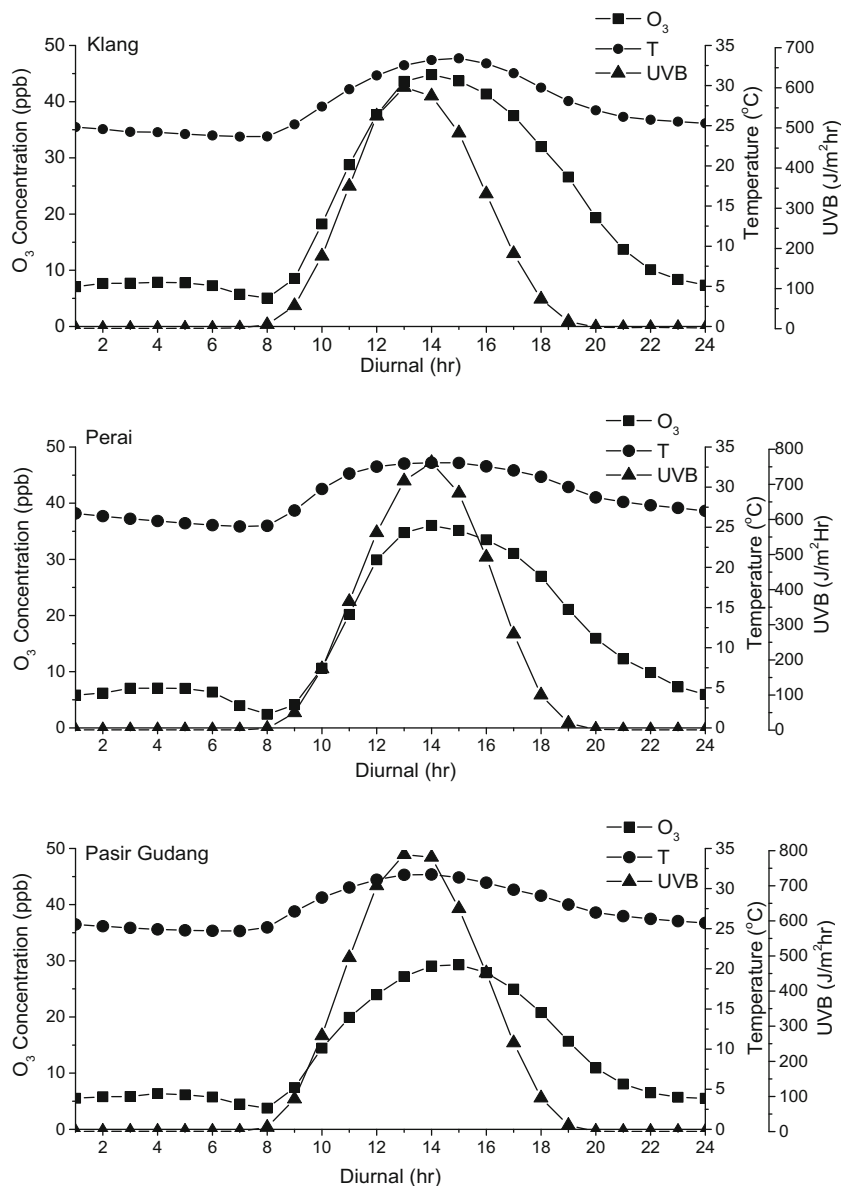 Klang
O3
T
UVB
50
40
30
20
10
0
O3 Concentration (ppb)
2 4 6 8 10 12 14 16 18 20 22 24
Diurnal (hr)
35
30
25
20
15
10
5
0
Temperature (°C)
700
600
500
400
300
200
100
0
UVB (J/m²hr)
Perai
O3
T
UVB
50
40
30
20
10
0
O3 Concentration (ppb)
2 4 6 8 10 12 14 16 18 20 22 24
Diurnal (hr)
35
30
25
20
15
10
5
0
Temperature (°C)
800
700
600
500
400
300
200
100
0
UVB (J/m²Hr)
Pasir Gudang
O3
T
UVB
50
40
30
20
10
0
O3 Concentration (ppb)
2 4 6 8 10 12 14 16 18 20 22 24
Diurnal (hr)
35
30
25
20
15
10
5
0
Temperature (°C)
800
700
600
500
400
300
200
100
0
UVB (J/m²hr)